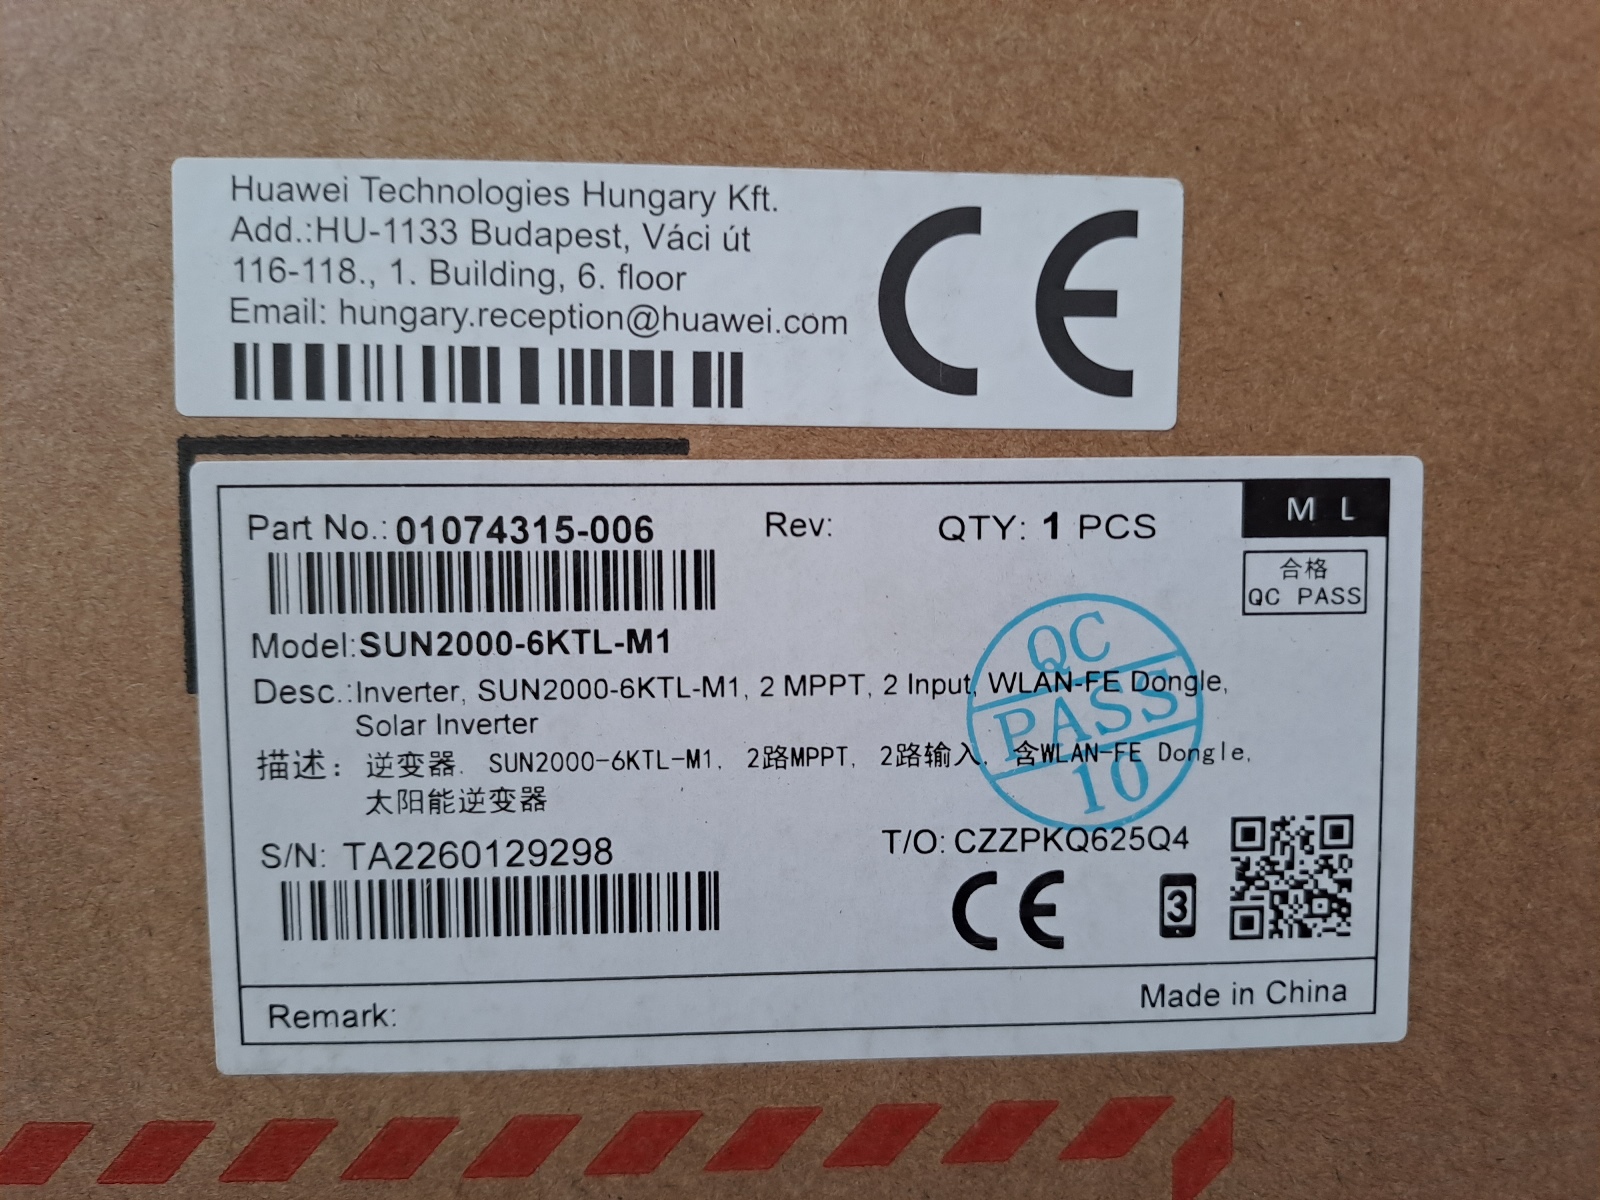 Huawei Technologies Hungary Kft.
Add.:HU-1133 Budapest, Váci út
116-118., 1. Building, 6. floor
Email: hungary.reception@huawei.com
CE
Part No.: 01074315-006 Rev: QTY: 1 PCS
M L
合格
QC PASS
Model:SUN2000-6KTL-M1
Desc.:Inverter, SUN2000-6KTL-M1, 2 MPPT, 2 Input, WLAN-FE Dongle,
Solar Inverter
描述：逆变器, SUN2000-6KTL-M1, 2路MPPT, 2路输入, 含WLAN-FE Dongle,
太阳能逆变器
QC
PASS
10
S/N: TA2260129298
T/O: CZZPKQ625Q4
CE 3
Remark:
Made in China